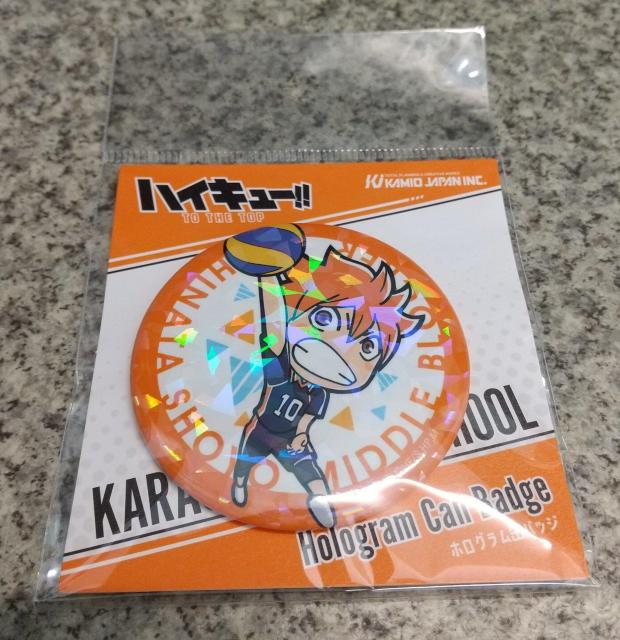 ハイキュー!!
TO THE TOP
KAMIO JAPAN INC.
HINATA SHOYO MIDDLE BLOCKER
10
KARA
HOOL
Hologram Can Badge
ホログラム缶バッジ